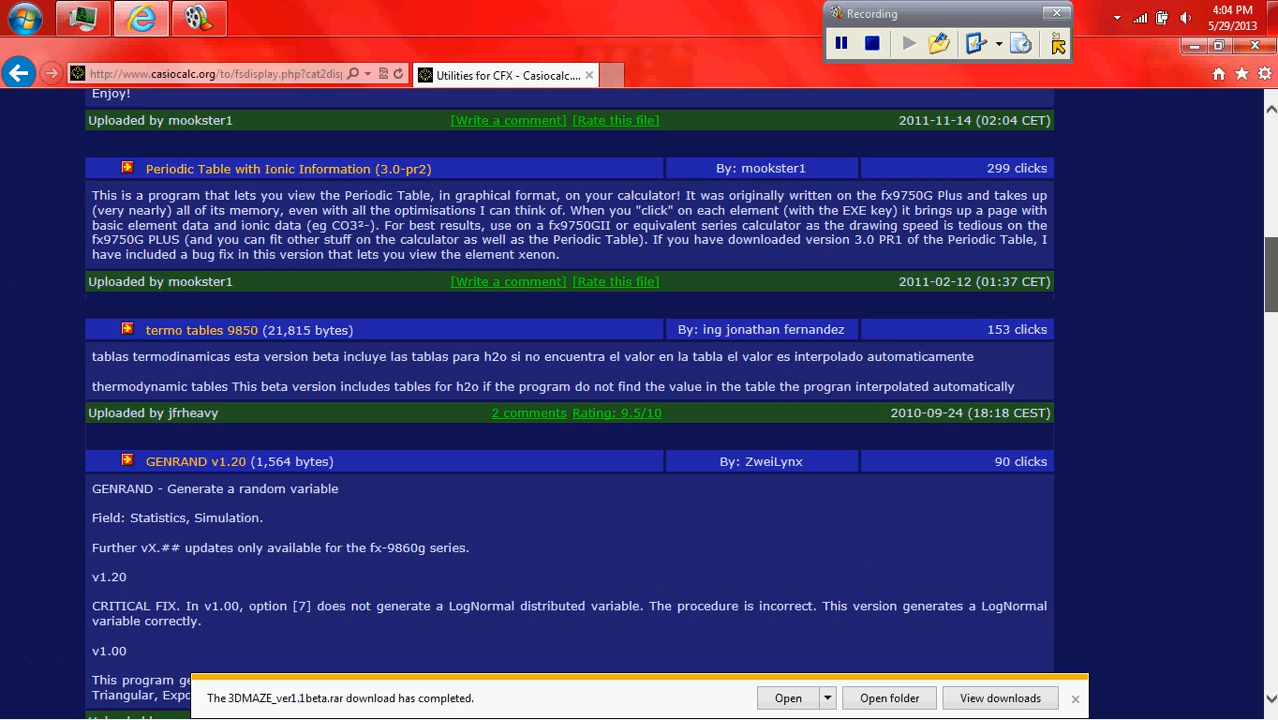 Recording
4:04 PM
5/29/2013
http://www.casiocalc.org/to/fsdisplay.php?cat2disp
Utilities for CFX - Casiocalc....
Enjoy!
Uploaded by mookster1 [Write a comment] [Rate this file] 2011-11-14 (02:04 CET)
Periodic Table with Ionic Information (3.0-pr2) By: mookster1 299 clicks
This is a program that lets you view the Periodic Table, in graphical format, on your calculator! It was originally written on the fx9750G Plus and takes up
(very nearly) all of its memory, even with all the optimisations I can think of. When you "click" on each element (with the EXE key) it brings up a page with
basic element data and ionic data (eg CO3²-). For best results, use on a fx9750GII or equivalent series calculator as the drawing speed is tedious on the
fx9750G PLUS (and you can fit other stuff on the calculator as well as the Periodic Table). If you have downloaded version 3.0 PR1 of the Periodic Table, I
have included a bug fix in this version that lets you view the element xenon.
Uploaded by mookster1 [Write a comment] [Rate this file] 2011-02-12 (01:37 CET)
termo tables 9850 (21,815 bytes) By: ing jonathan fernandez 153 clicks
tablas termodinamicas esta version beta incluye las tablas para h2o si no encuentra el valor en la tabla el valor es interpolado automaticamente
thermodynamic tables This beta version includes tables for h2o if the program do not find the value in the table the progran interpolated automatically
Uploaded by jfrheavy 2 comments Rating: 9.5/10 2010-09-24 (18:18 CEST)
GENRAND v1.20 (1,564 bytes) By: ZweiLynx 90 clicks
GENRAND - Generate a random variable
Field: Statistics, Simulation.
Further vX.## updates only available for the fx-9860g series.
v1.20
CRITICAL FIX. In v1.00, option [7] does not generate a LogNormal distributed variable. The procedure is incorrect. This version generates a LogNormal
variable correctly.
v1.00
This program ge
Triangular, Expo
The 3DMAZE_ver1.1beta.rar download has completed. Open Open folder View downloads